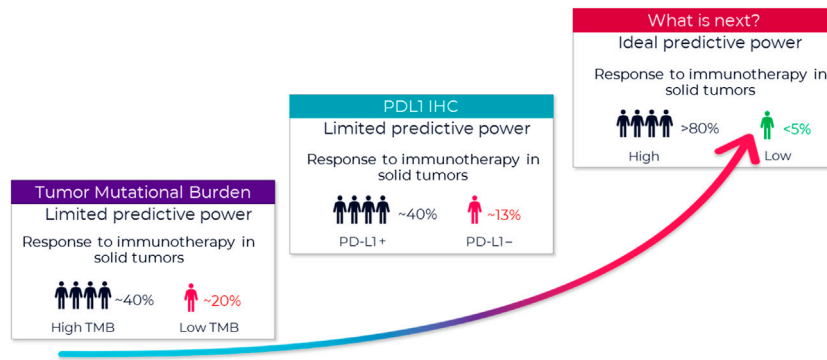 What is next?
Ideal predictive power
Response to immunotherapy in
solid tumors
>80%
<5%
High
Low
PDL1 IHC
Limited predictive power
Response to immunotherapy in
solid tumors
~40%
~13%
PD-L1+
PD-L1–
Tumor Mutational Burden
Limited predictive power
Response to immunotherapy in
solid tumors
~40%
~20%
High TMB
Low TMB